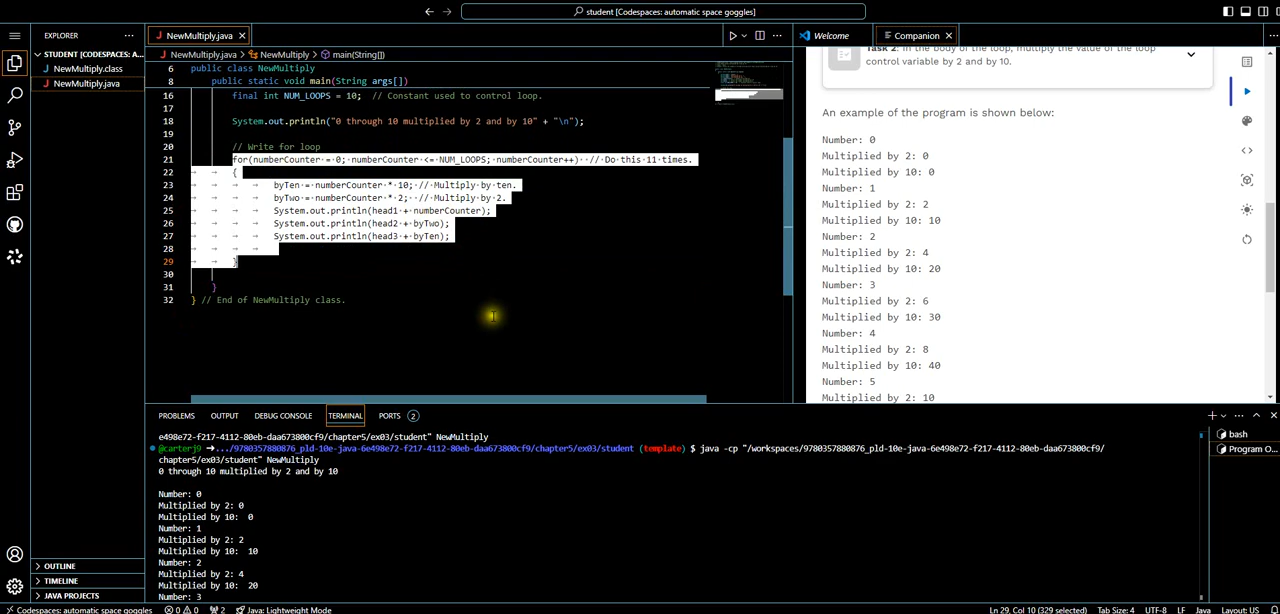 student [Codespaces: automatic space goggles]
EXPLORER
STUDENT [CODESPACES: A...
NewMultiply.class
NewMultiply.java
NewMultiply.java
NewMultiply.java > NewMultiply > main(String[])
6 public class NewMultiply
8 public static void main(String args[])
16 final int NUM_LOOPS = 10;  // Constant used to control loop.
17
18 System.out.println("0 through 10 multiplied by 2 and by 10" + "\n");
19
20 // Write for loop
21 for(numberCounter = 0; numberCounter <= NUM_LOOPS; numberCounter++)  // Do this 11 times.
22 {
23 byTen = numberCounter * 10; // Multiply by ten.
24 byTwo = numberCounter * 2;  // Multiply by 2.
25 System.out.println(head1 + numberCounter);
26 System.out.println(head2 + byTwo);
27 System.out.println(head3 + byTen);
28
29 }
30
31 }
32 } // End of NewMultiply class.
Welcome
Companion
Task 2: In the body of the loop, multiply the value of the loop
control variable by 2 and by 10.
An example of the program is shown below:
Number: 0
Multiplied by 2: 0
Multiplied by 10: 0
Number: 1
Multiplied by 2: 2
Multiplied by 10: 10
Number: 2
Multiplied by 2: 4
Multiplied by 10: 20
Number: 3
Multiplied by 2: 6
Multiplied by 10: 30
Number: 4
Multiplied by 2: 8
Multiplied by 10: 40
Number: 5
Multiplied by 2: 10
PROBLEMS OUTPUT DEBUG CONSOLE TERMINAL PORTS 2
e498e72-f217-4112-80eb-daa673800cf9/chapter5/ex03/student" NewMultiply
@carterj9 → .../9780357880876_pld-10e-java-6e498e72-f217-4112-80eb-daa673800cf9/chapter5/ex03/student (template) $ java -cp "/workspaces/9780357880876_pld-10e-java-6e498e72-f217-4112-80eb-daa673800cf9/
chapter5/ex03/student" NewMultiply
0 through 10 multiplied by 2 and by 10
Number: 0
Multiplied by 2: 0
Multiplied by 10:  0
Number: 1
Multiplied by 2: 2
Multiplied by 10:  10
Number: 2
Multiplied by 2: 4
Multiplied by 10:  20
Number: 3
bash
Program O...
OUTLINE
TIMELINE
JAVA PROJECTS
Codespaces: automatic space goggles 0 0 2 Java: Lightweight Mode Ln 29, Col 10 (329 selected) Tab Size: 4 UTF-8 LF Java Layout: US